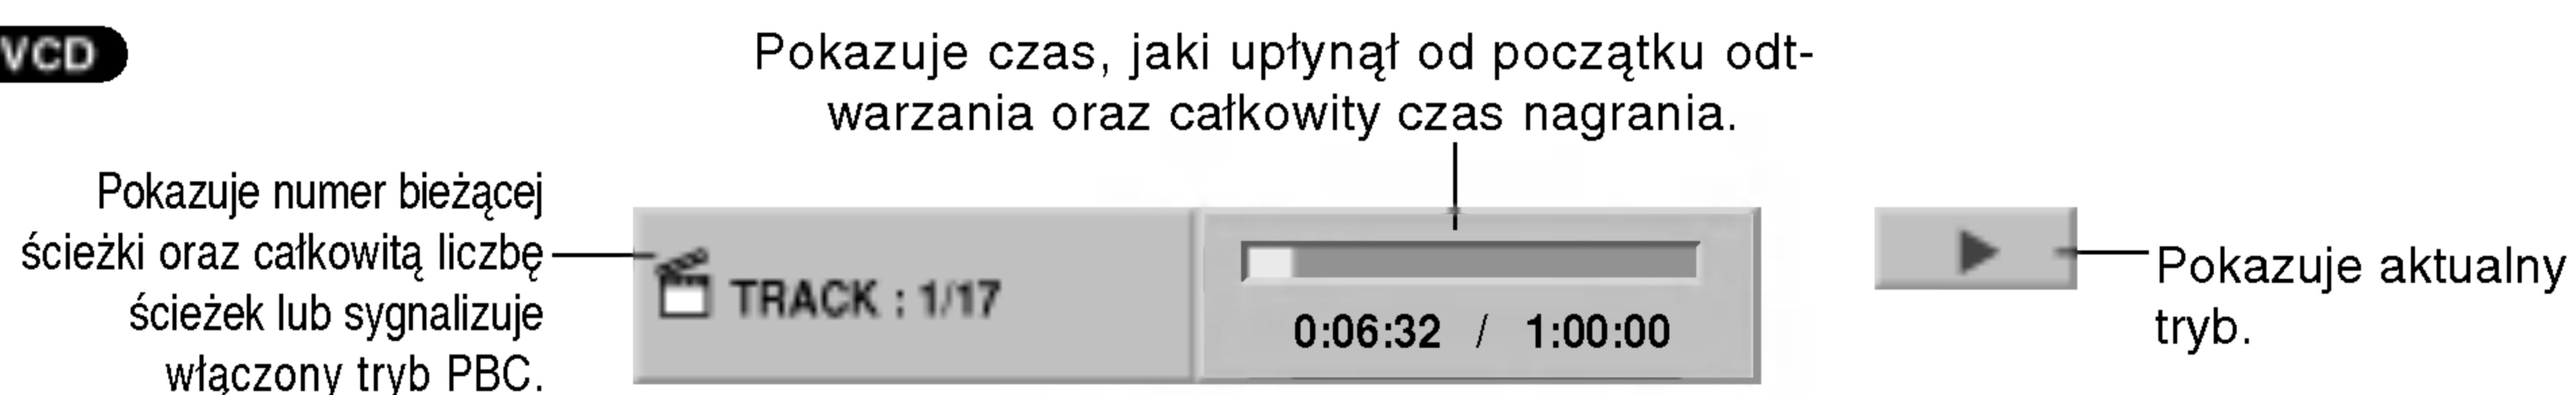 VCD
Pokazuje czas, jaki upłynął od początku odt-
warzania oraz całkowity czas nagrania.
Pokazuje numer bieżącej
ścieżki oraz całkowitą liczbę
ścieżek lub sygnalizuje
włączony tryb PBC.
TRACK : 1/17
0:06:32 / 1:00:00
Pokazuje aktualny
tryb.